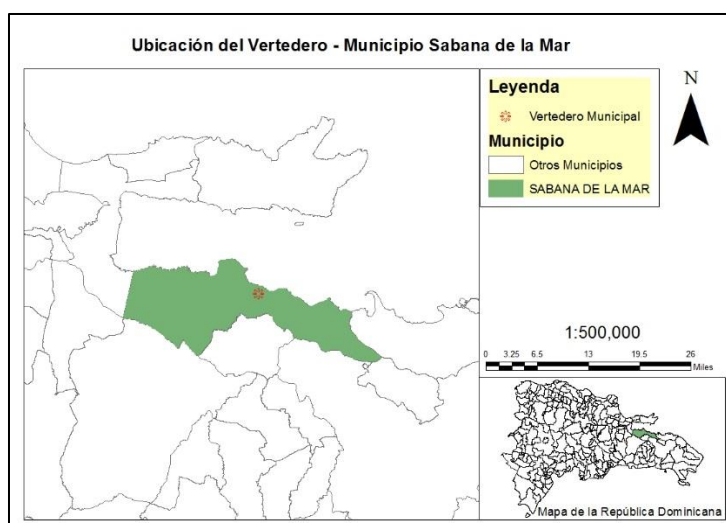 Ubicación del Vertedero - Municipio Sabana de la Mar
Leyenda
Vertedero Municipal
Municipio
Otros Municipios
SABANA DE LA MAR
N
1:500,000
0 3.25 6.5 13 19.5 26
Miles
Mapa de la República Dominicana